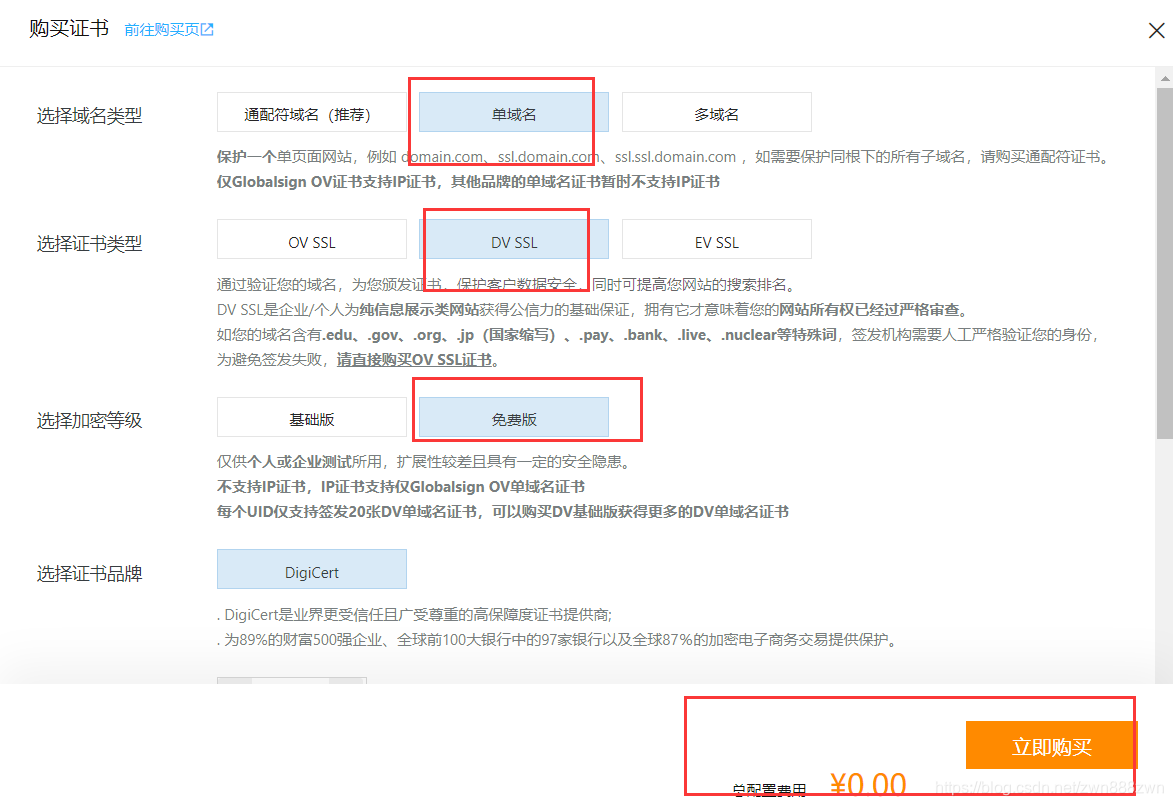 购买证书 前往购买页
选择域名类型 通配符域名（推荐） 单域名 多域名
保护一个单页面网站，例如 domain.com、ssl.domain.com、ssl.ssl.domain.com ，如需要保护同根下的所有子域名，请购买通配符证书。
仅Globalsign OV证书支持IP证书，其他品牌的单域名证书暂时不支持IP证书
选择证书类型 OV SSL DV SSL EV SSL
通过验证您的域名，为您颁发证书，保护客户数据安全，同时可提高您网站的搜索排名。
DV SSL是企业/个人为纯信息展示类网站获得公信力的基础保证，拥有它才意味着您的网站所有权已经过严格审查。
如您的域名含有.edu、.gov、.org、.jp（国家缩写）、.pay、.bank、.live、.nuclear等特殊词，签发机构需要人工严格验证您的身份，
为避免签发失败，请直接购买OV SSL证书。
选择加密等级 基础版 免费版
仅供个人或企业测试所用，扩展性较差且具有一定的安全隐患。
不支持IP证书，IP证书支持仅Globalsign OV单域名证书
每个UID仅支持签发20张DV单域名证书，可以购买DV基础版获得更多的DV单域名证书
选择证书品牌 DigiCert
. DigiCert是业界更受信任且广受尊重的高保障度证书提供商;
. 为89%的财富500强企业、全球前100大银行中的97家银行以及全球87%的加密电子商务交易提供保护。
立即购买
总配置费用 ¥0.00